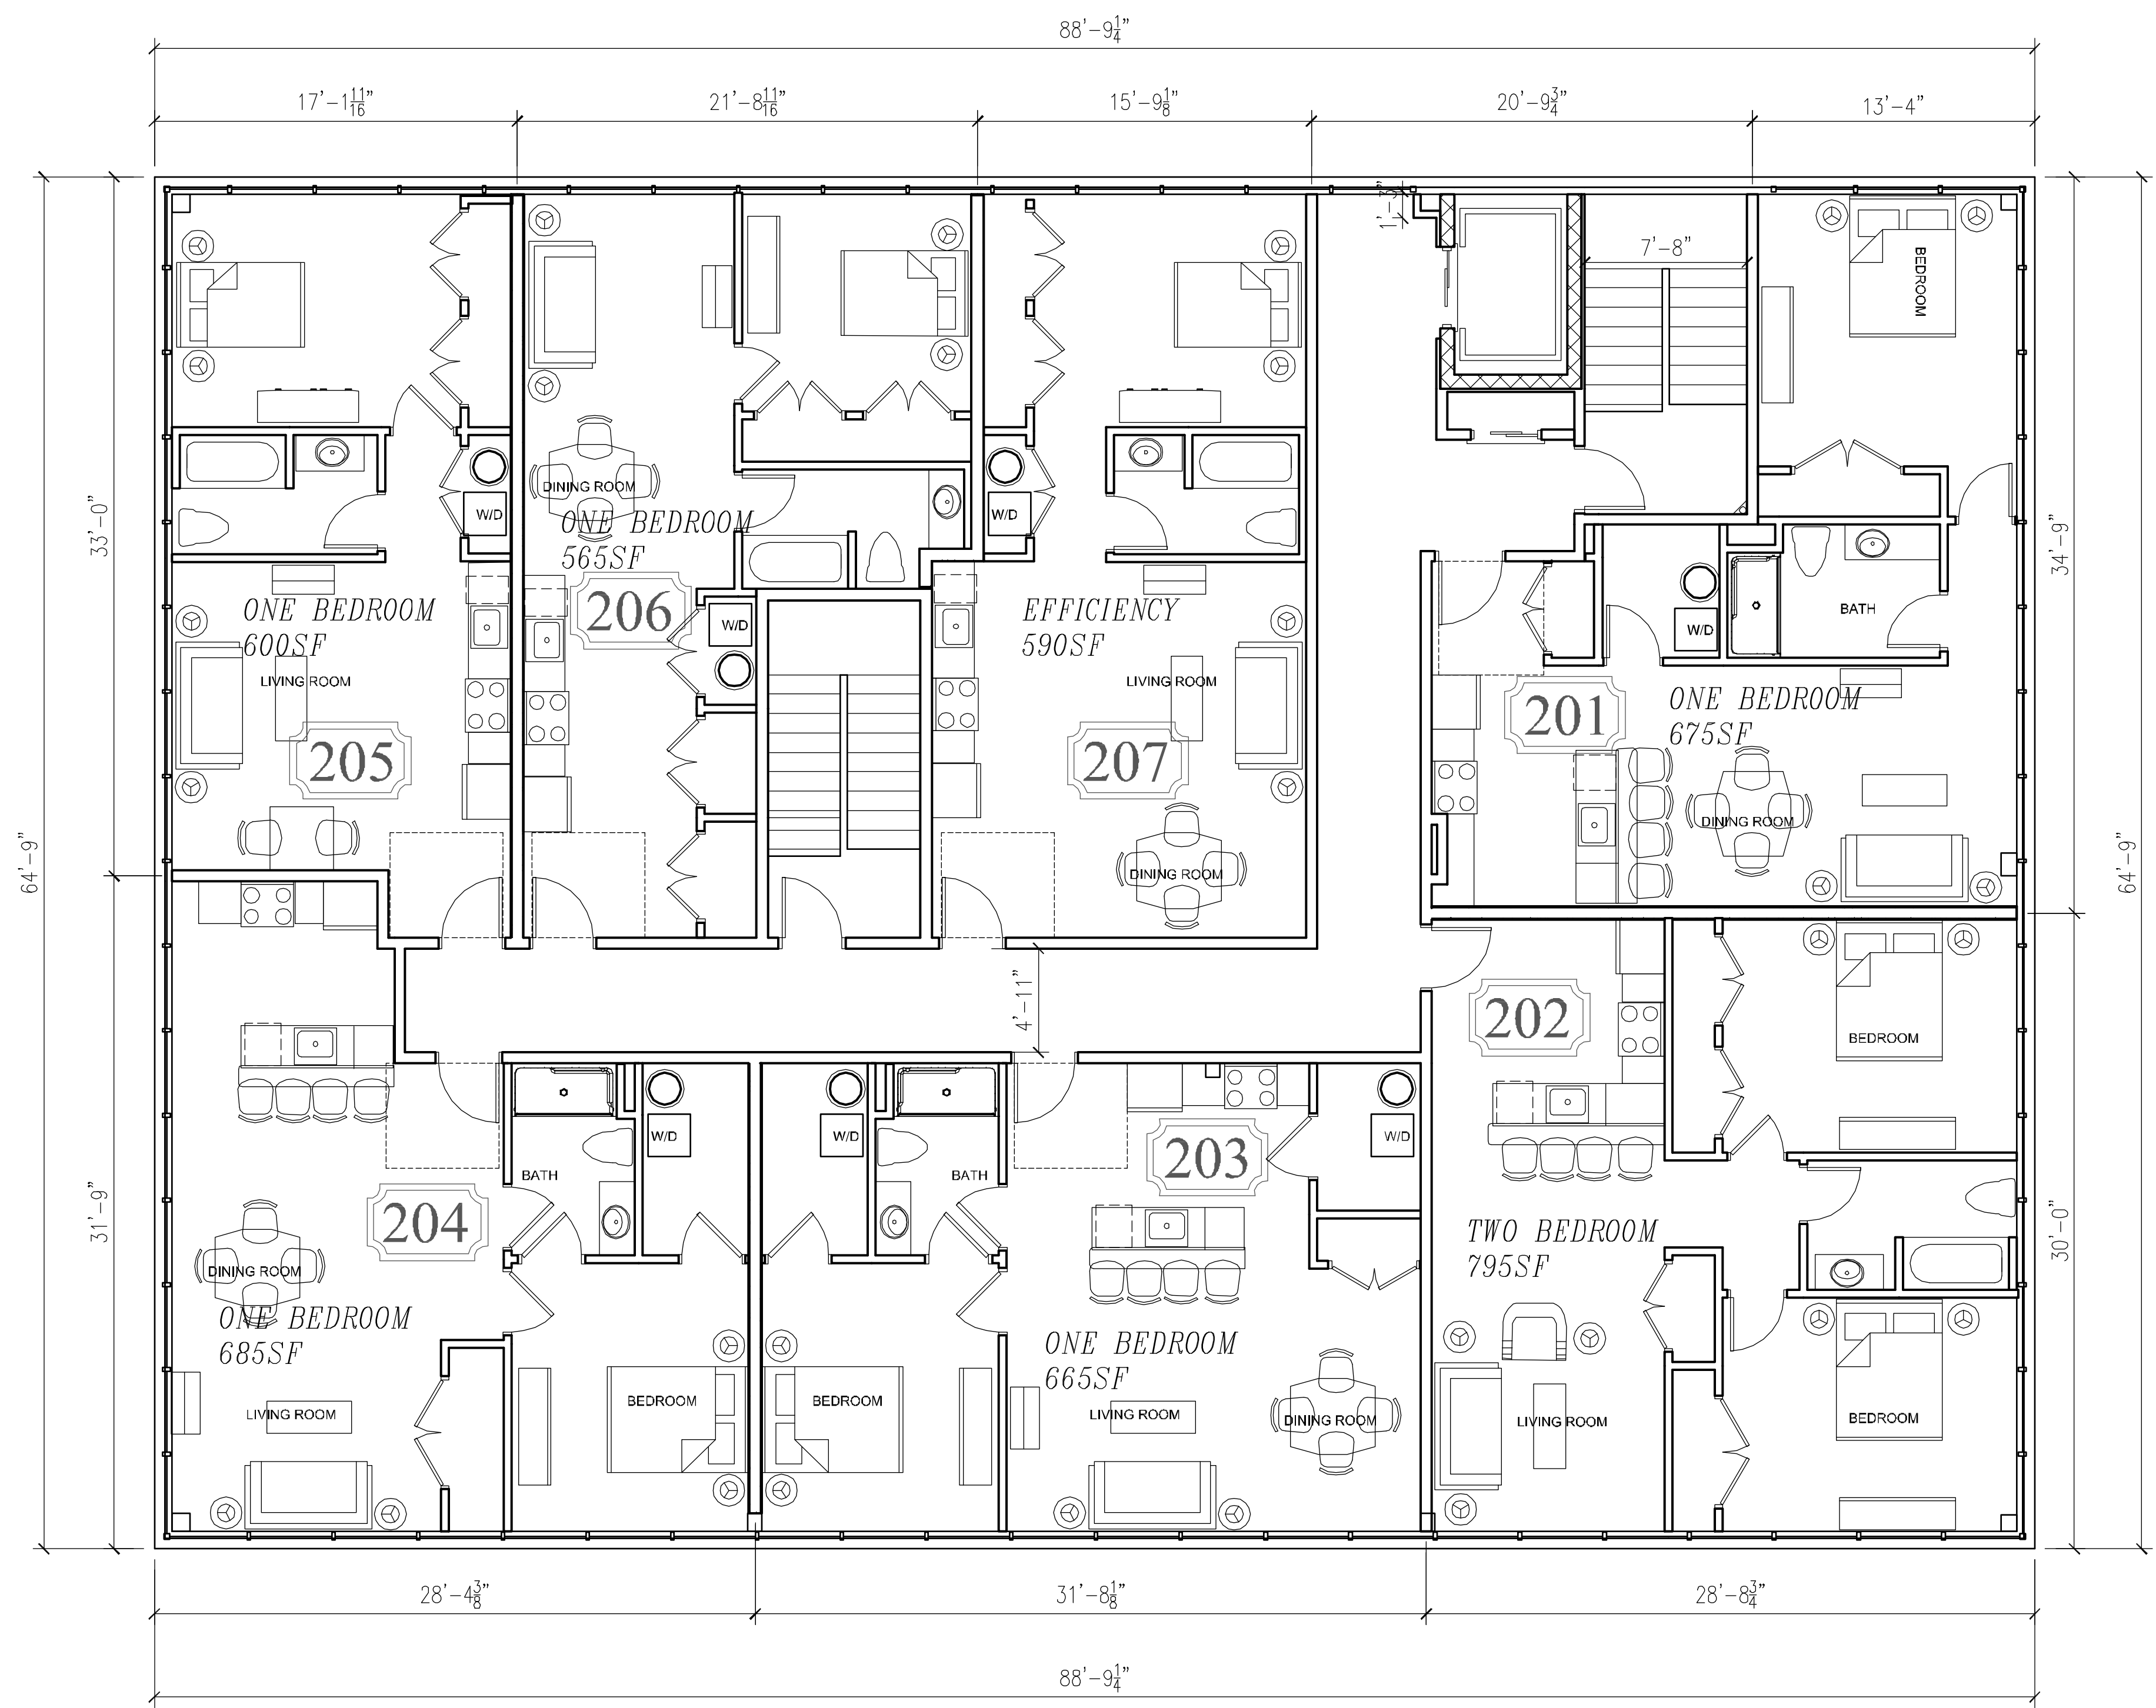 88'-9¼"
17'-1 11/16"
21'-8 11/16"
15'-9⅛"
20'-9¾"
13'-4"
1'-3"
7'-8"
BEDROOM
33'-0"
34'-9"
64'-9"
64'-9"
W/D
DINING ROOM
ONE BEDROOM
565SF
206
W/D
W/D
ONE BEDROOM
600SF
LIVING ROOM
205
EFFICIENCY
590SF
LIVING ROOM
207
DINING ROOM
W/D
BATH
201
ONE BEDROOM
675SF
DINING ROOM
4'-11"
202
BEDROOM
31'-9"
30'-0"
BATH
W/D
W/D
BATH
203
W/D
204
DINING ROOM
ONE BEDROOM
685SF
LIVING ROOM
BEDROOM
BEDROOM
ONE BEDROOM
665SF
LIVING ROOM
DINING ROOM
TWO BEDROOM
795SF
LIVING ROOM
BEDROOM
28'-4⅜"
31'-8⅛"
28'-8¾"
88'-9¼"